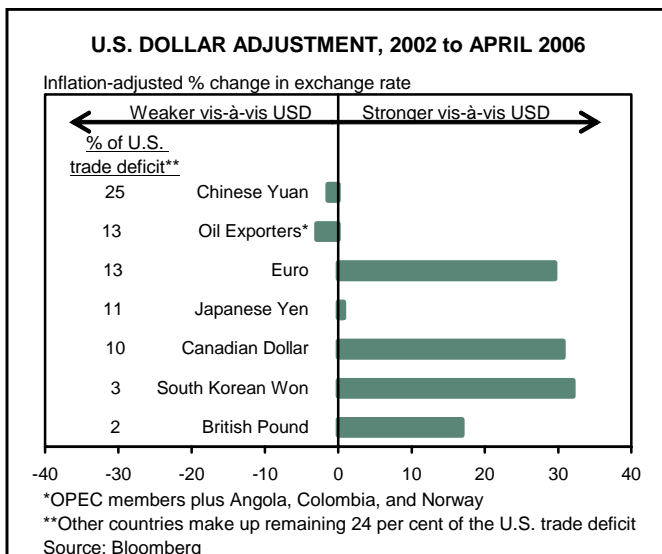 U.S. DOLLAR ADJUSTMENT, 2002 to APRIL 2006
Inflation-adjusted % change in exchange rate
Weaker vis-à-vis USD Stronger vis-à-vis USD
% of U.S.
trade deficit**
25 Chinese Yuan
13 Oil Exporters*
13 Euro
11 Japanese Yen
10 Canadian Dollar
3 South Korean Won
2 British Pound
-40 -30 -20 -10 0 10 20 30 40
*OPEC members plus Angola, Colombia, and Norway
**Other countries make up remaining 24 per cent of the U.S. trade deficit
Source: Bloomberg